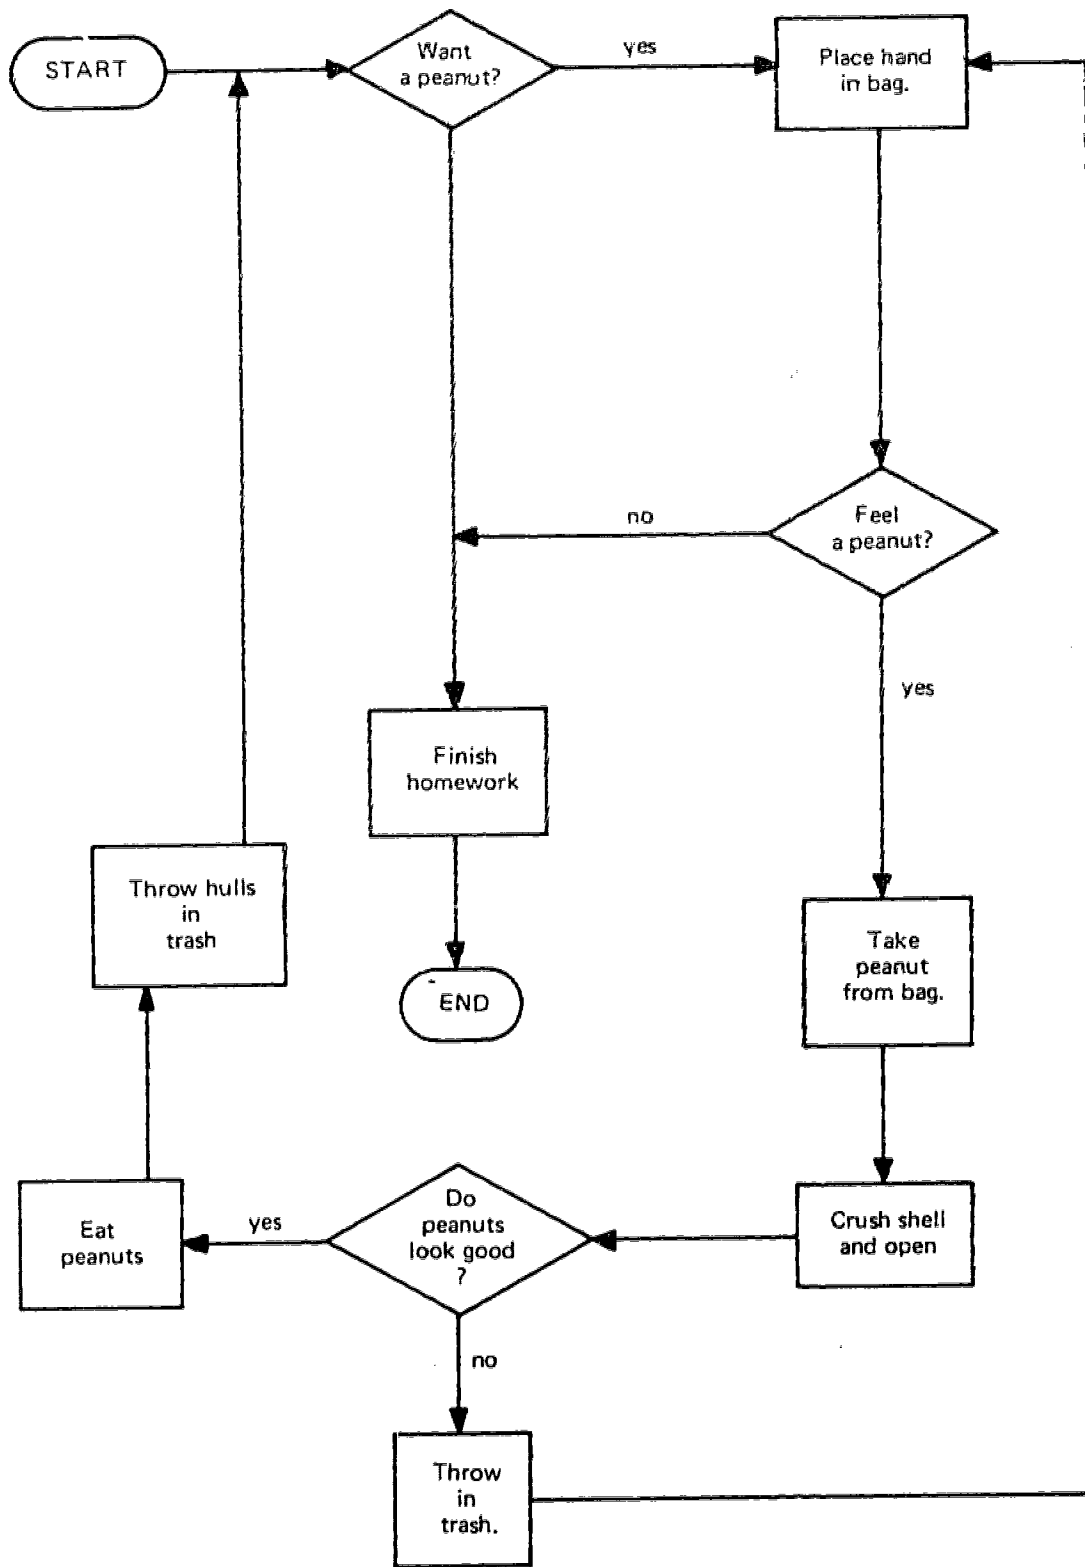 START
Want
a peanut?
yes
Place hand
in bag.
no
Feel
a peanut?
yes
Finish
homework
Throw hulls
in
trash
Take
peanut
from bag.
END
Eat
peanuts
yes
Do
peanuts
look good
?
Crush shell
and open
no
Throw
in
trash.